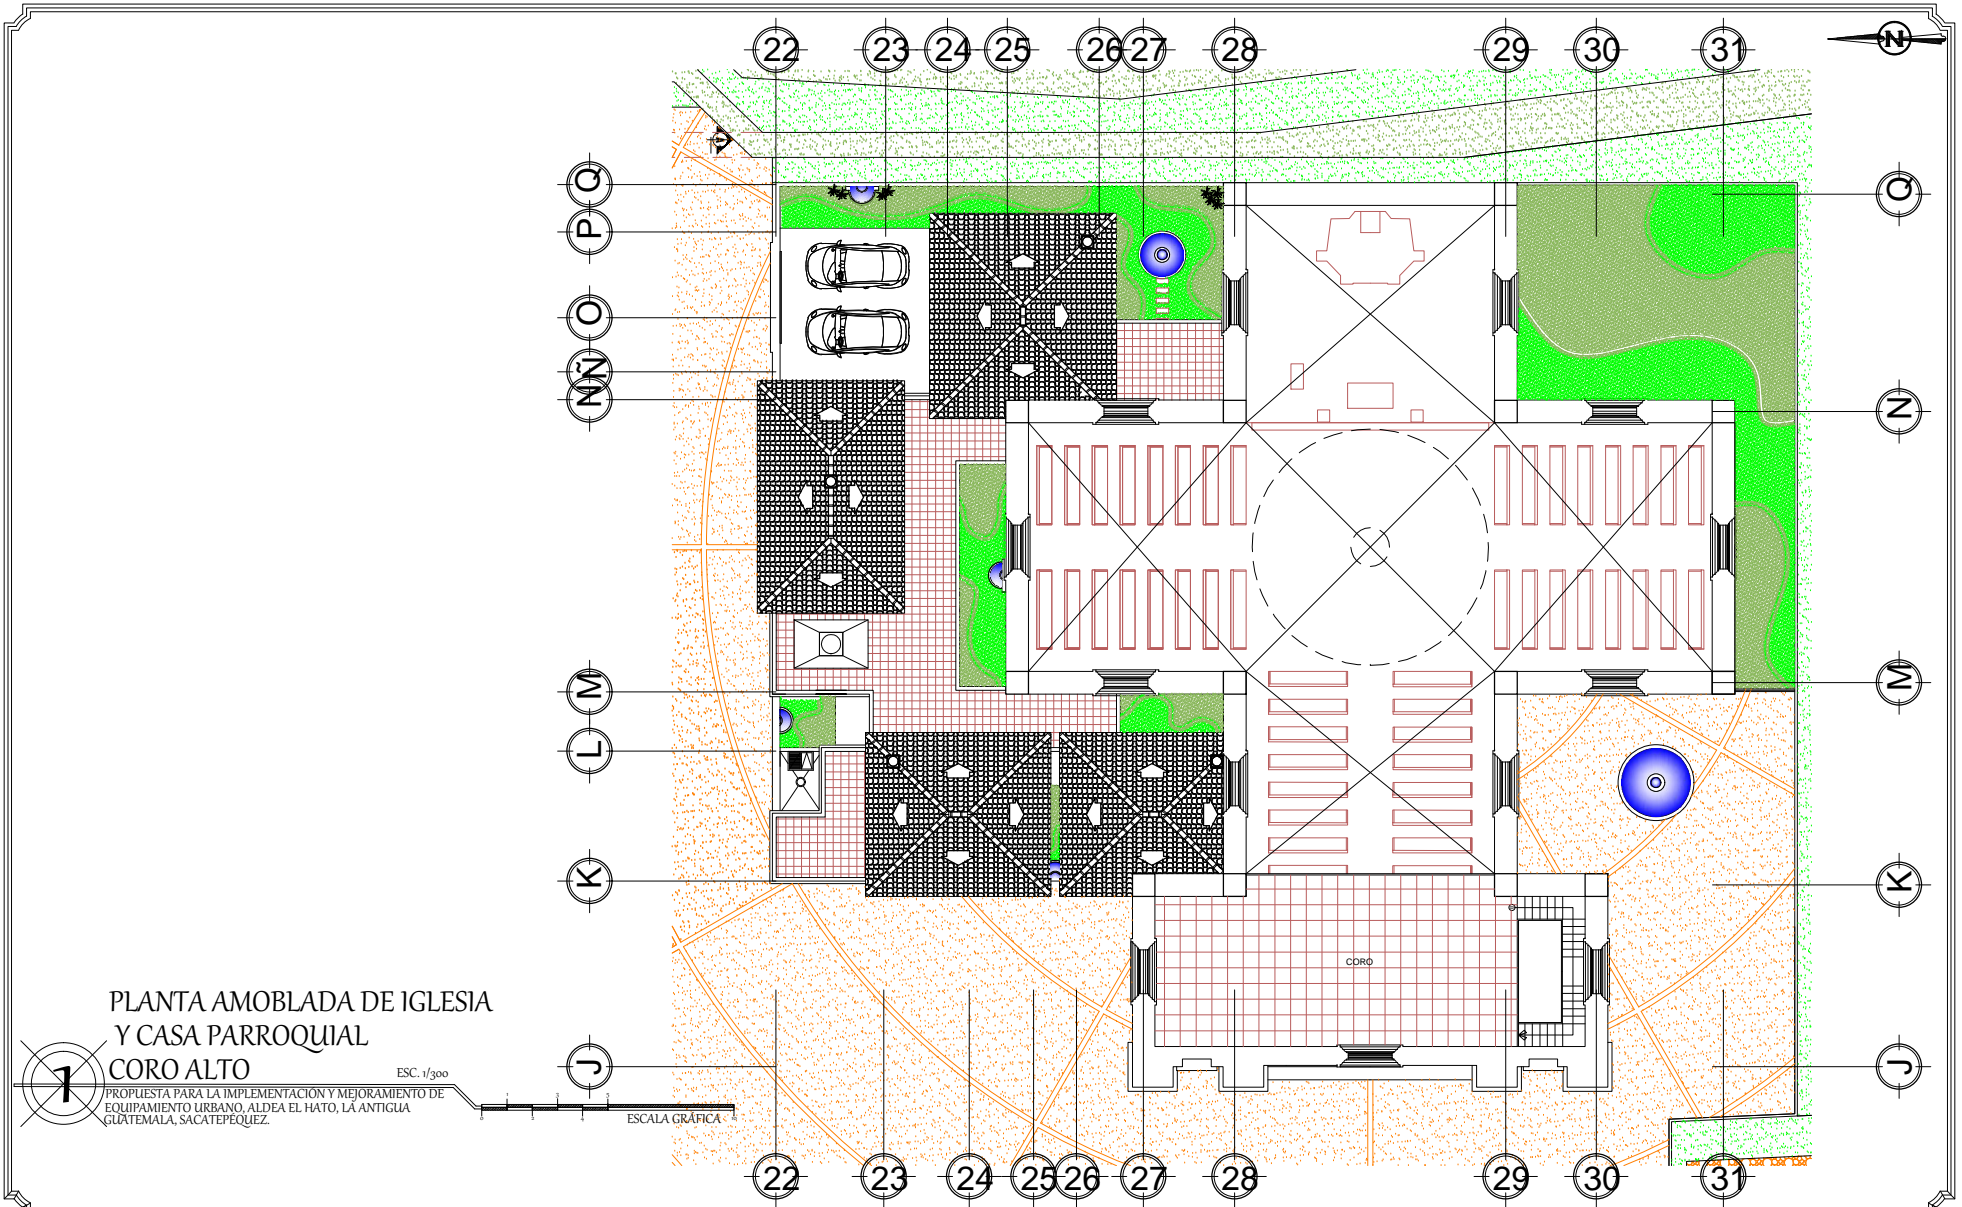 22 23 24 25 26 27 28 29 30 31
N
Q Q
P
O
Ñ
N N
M M
L
K K
CORO
J J
PLANTA AMOBLADA DE IGLESIA
Y CASA PARROQUIAL
CORO ALTO
ESC. 1/300
1
PROPUESTA PARA LA IMPLEMENTACIÓN Y MEJORAMIENTO DE
EQUIPAMIENTO URBANO, ALDEA EL HATO, LA ANTIGUA
GUATEMALA, SACATEPÉQUEZ.
ESCALA GRÁFICA
22 23 24 25 26 27 28 29 30 31